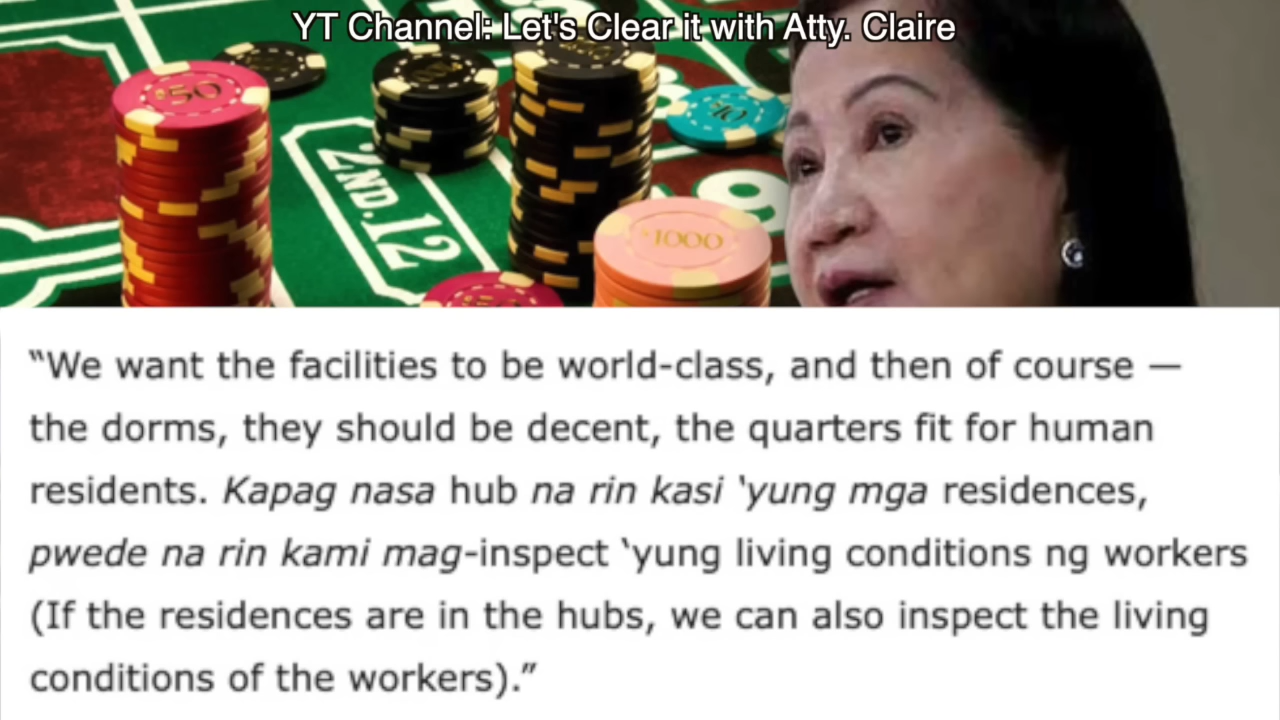 YT Channel: Let's Clear it with Atty. Claire
$50
2ND.12
10
9
$1000
“We want the facilities to be world-class, and then of course —
the dorms, they should be decent, the quarters fit for human
residents. Kapag nasa hub na rin kasi ‘yung mga residences,
pwede na rin kami mag-inspect ‘yung living conditions ng workers
(If the residences are in the hubs, we can also inspect the living
conditions of the workers).”